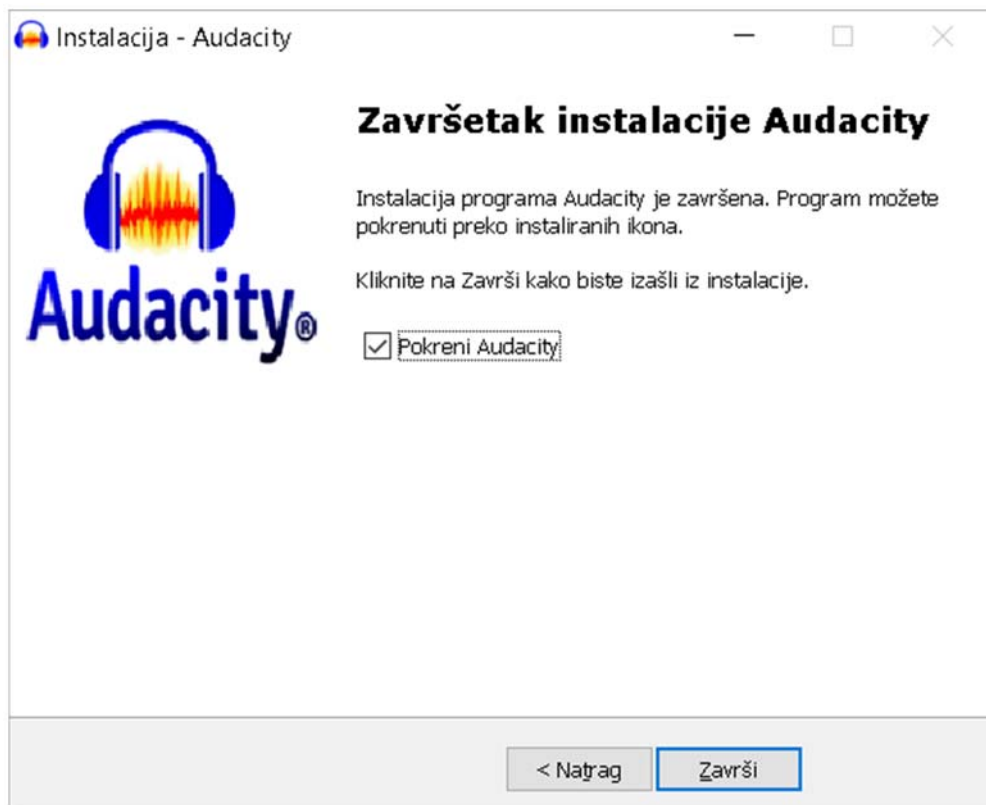 Instalacija - Audacity
Završetak instalacije Audacity
Instalacija programa Audacity je završena. Program možete
pokrenuti preko instaliranih ikona.
Kliknite na Završi kako biste izašli iz instalacije.
Audacity®
Pokreni Audacity
< Natrag
Završi